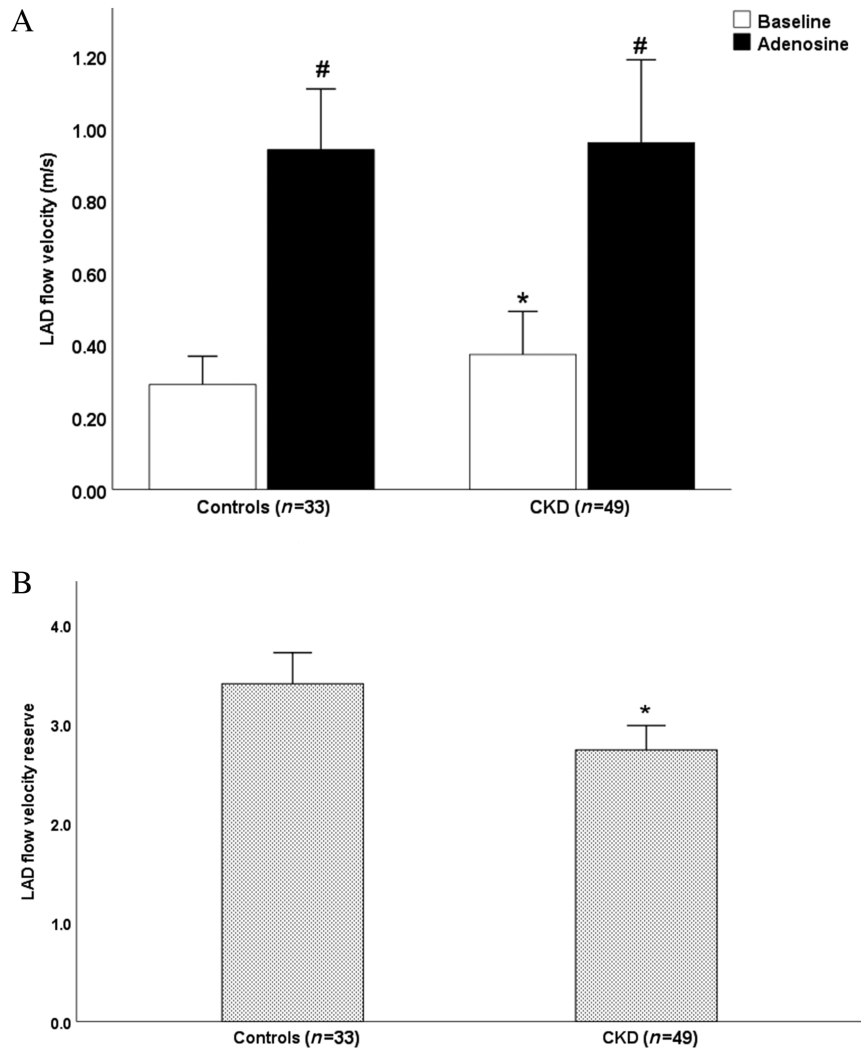 A
Baseline
Adenosine
1.20
1.00
0.80
0.60
0.40
0.20
0.00
LAD flow velocity (m/s)
#
#
*
Controls (n=33)
CKD (n=49)
B
4.0
3.0
2.0
1.0
0.0
LAD flow velocity reserve
*
Controls (n=33)
CKD (n=49)